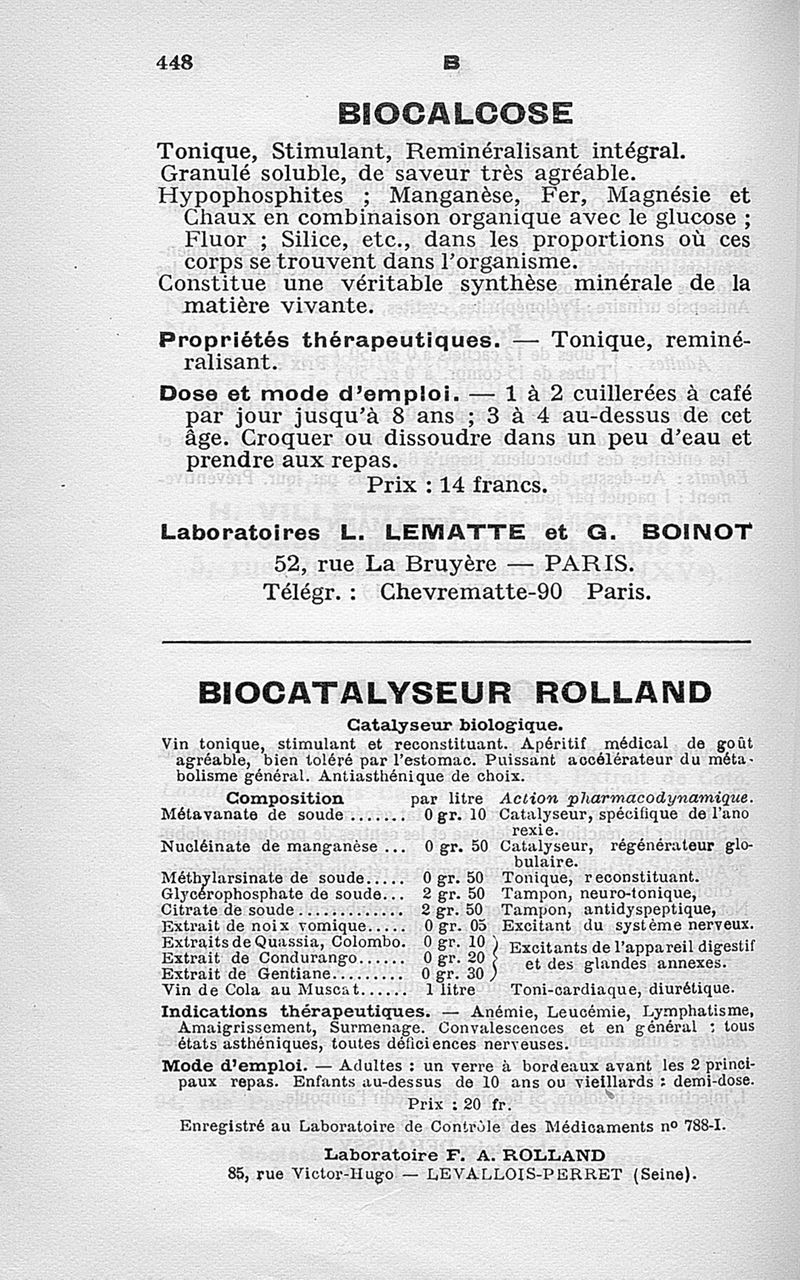 448
B
BIOCALCOSE
Tonique, Stimulant, Reminéralisant intégral.
Granulé soluble, de saveur très agréable.
Hypophosphites ; Manganèse, Fer, Magnésie et
Chaux en combinaison organique avec le glucose ;
Fluor ; Silice, etc., dans les proportions où ces
corps se trouvent dans l'organisme.
Constitue une véritable synthèse minérale de la
matière vivante.
Propriétés thérapeutiques. — Tonique, reminé-
ralisant.
Dose et mode d'emploi. — 1 à 2 cuillerées à café
par jour jusqu'à 8 ans ; 3 à 4 au-dessus de cet
âge. Croquer ou dissoudre dans un peu d'eau et
prendre aux repas.
Prix : 14 francs.
Laboratoires L. LEMATTE et G. BOINOT
52, rue La Bruyère — PARIS.
Télégr. : Chevrematte-90 Paris.
BIOCATALYSEUR ROLLAND
Catalyseur biologique.
Vin tonique, stimulant et reconstituant. Apéritif médical de goût
agréable, bien toléré par l'estomac. Puissant accélérateur du méta-
bolisme général. Antiasthénique de choix.
Composition par litre Action pharmacodynamique.
Métavanate de soude ....... 0 gr. 10 Catalyseur, spécifique de l'ano
rexie.
Nucléinate de manganèse ... 0 gr. 50 Catalyseur, régénérateur glo-
bulaire.
Méthylarsinate de soude..... 0 gr. 50 Tonique, reconstituant.
Glycérophosphate de soude... 2 gr. 50 Tampon, neuro-tonique,
Citrate de soude ............. 2 gr. 50 Tampon, antidyspeptique,
Extrait de noix vomique..... 0 gr. 05 Excitant du système nerveux.
Extraits de Quassia, Colombo. 0 gr. 10 } Excitants de l'appareil digestif
Extrait de Condurango...... 0 gr. 20 } et des glandes annexes.
Extrait de Gentiane......... 0 gr. 30 }
Vin de Cola au Muscat...... 1 litre Toni-cardiaque, diurétique.
Indications thérapeutiques. — Anémie, Leucémie, Lymphatisme,
Amaigrissement, Surmenage. Convalescences et en général : tous
états asthéniques, toutes déficiences nerveuses.
Mode d'emploi. — Adultes : un verre à bordeaux avant les 2 princi-
paux repas. Enfants au-dessus de 10 ans ou vieillards : demi-dose.
Prix : 20 fr.
Enregistré au Laboratoire de Contrôle des Médicaments nº 788-I.
Laboratoire F. A. ROLLAND
85, rue Victor-Hugo — LEVALLOIS-PERRET (Seine).